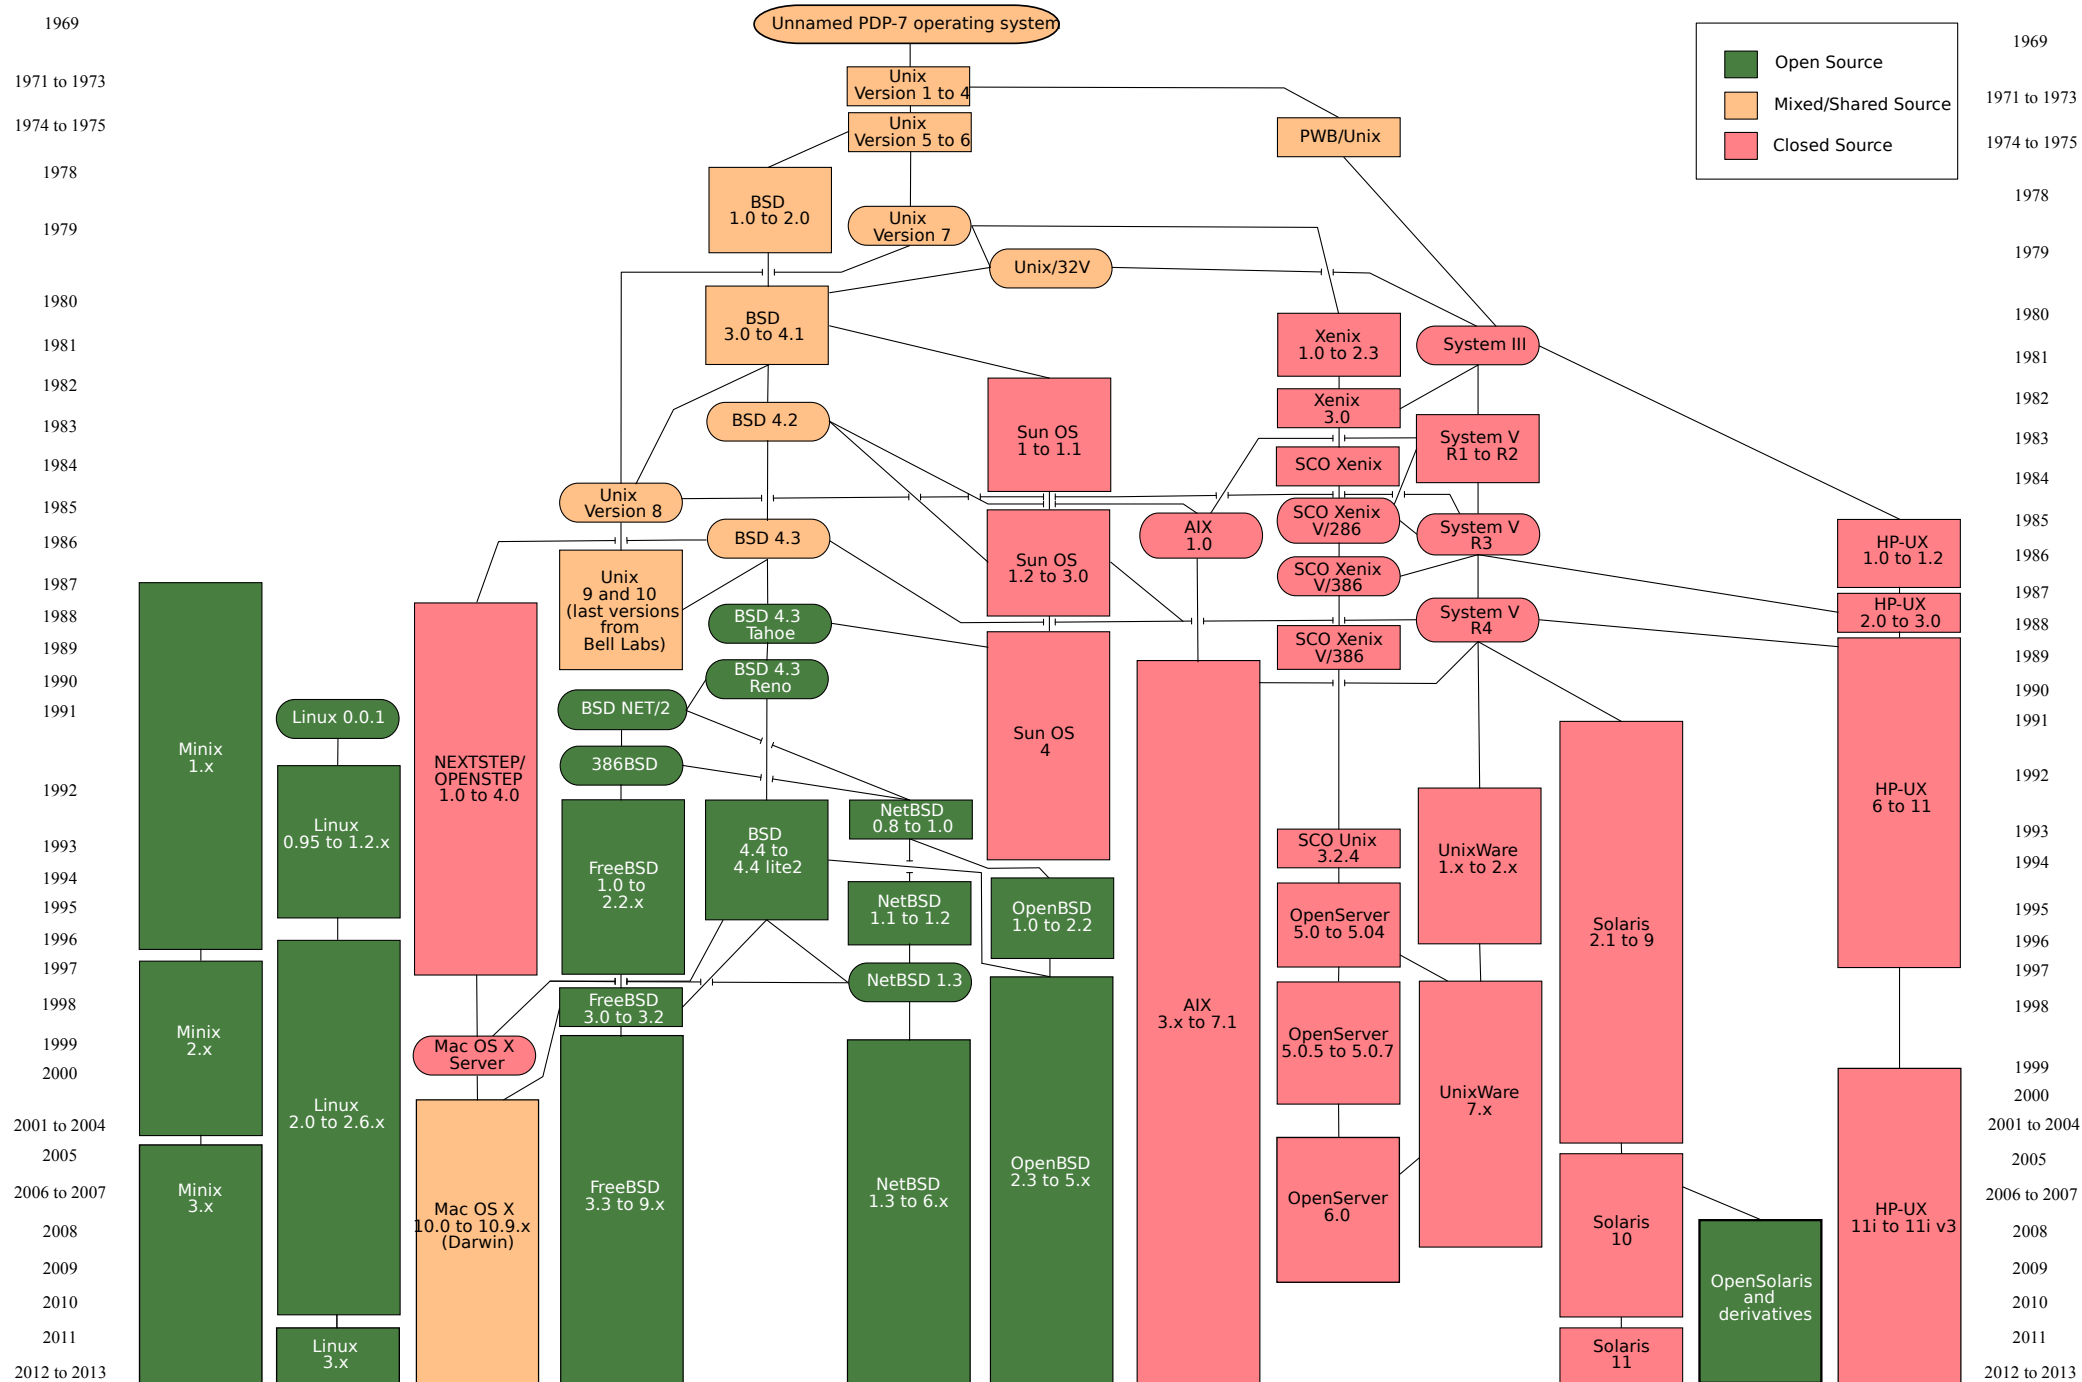 Unnamed PDP-7 operating system
Open Source
Mixed/Shared Source
Closed Source
1969
1971 to 1973
1974 to 1975
1978
1979
1980
1981
1982
1983
1984
1985
1986
1987
1988
1989
1990
1991
1992
1993
1994
1995
1996
1997
1998
1999
2000
2001 to 2004
2005
2006 to 2007
2008
2009
2010
2011
2012 to 2013
Unix
Version 1 to 4
Unix
Version 5 to 6
PWB/Unix
BSD
1.0 to 2.0
Unix
Version 7
Unix/32V
BSD
3.0 to 4.1
Xenix
1.0 to 2.3
System III
Xenix
3.0
BSD 4.2
Sun OS
1 to 1.1
System V
R1 to R2
SCO Xenix
Unix
Version 8
SCO Xenix
V/286
AIX
1.0
System V
R3
BSD 4.3
HP-UX
1.0 to 1.2
Sun OS
1.2 to 3.0
SCO Xenix
V/386
Unix
9 and 10
(last versions
from
Bell Labs)
HP-UX
2.0 to 3.0
BSD 4.3
Tahoe
System V
R4
SCO Xenix
V/386
BSD 4.3
Reno
BSD NET/2
Linux 0.0.1
Minix
1.x
NEXTSTEP/
OPENSTEP
1.0 to 4.0
386BSD
Sun OS
4
HP-UX
6 to 11
Linux
0.95 to 1.2.x
BSD
4.4 to
4.4 lite2
NetBSD
0.8 to 1.0
SCO Unix
3.2.4
UnixWare
1.x to 2.x
FreeBSD
1.0 to
2.2.x
NetBSD
1.1 to 1.2
OpenBSD
1.0 to 2.2
OpenServer
5.0 to 5.04
Solaris
2.1 to 9
NetBSD 1.3
FreeBSD
3.0 to 3.2
AIX
3.x to 7.1
Minix
2.x
Mac OS X
Server
OpenServer
5.0.5 to 5.0.7
Linux
2.0 to 2.6.x
UnixWare
7.x
Minix
3.x
FreeBSD
3.3 to 9.x
NetBSD
1.3 to 6.x
OpenBSD
2.3 to 5.x
OpenServer
6.0
Mac OS X
10.0 to 10.9.x
(Darwin)
Solaris
10
HP-UX
11i to 11i v3
OpenSolaris
and
derivatives
Linux
3.x
Solaris
11
1969
1971 to 1973
1974 to 1975
1978
1979
1980
1981
1982
1983
1984
1985
1986
1987
1988
1989
1990
1991
1992
1993
1994
1995
1996
1997
1998
1999
2000
2001 to 2004
2005
2006 to 2007
2008
2009
2010
2011
2012 to 2013